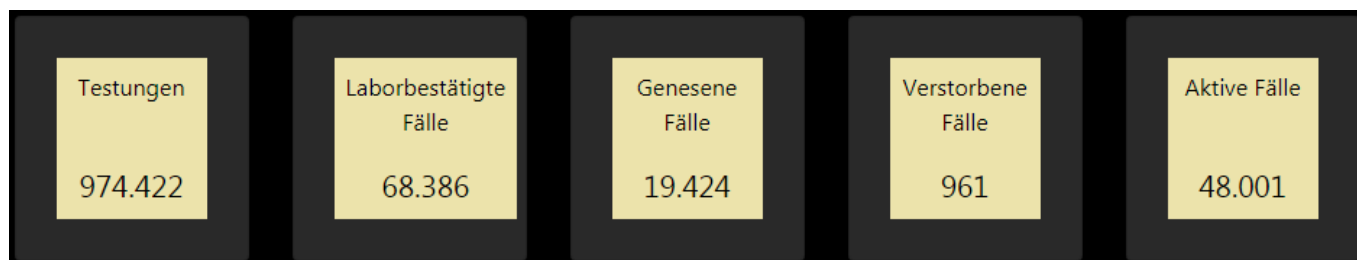 Testungen
974.422
Laborbestätigte
Fälle
68.386
Genesene
Fälle
19.424
Verstorbene
Fälle
961
Aktive Fälle
48.001